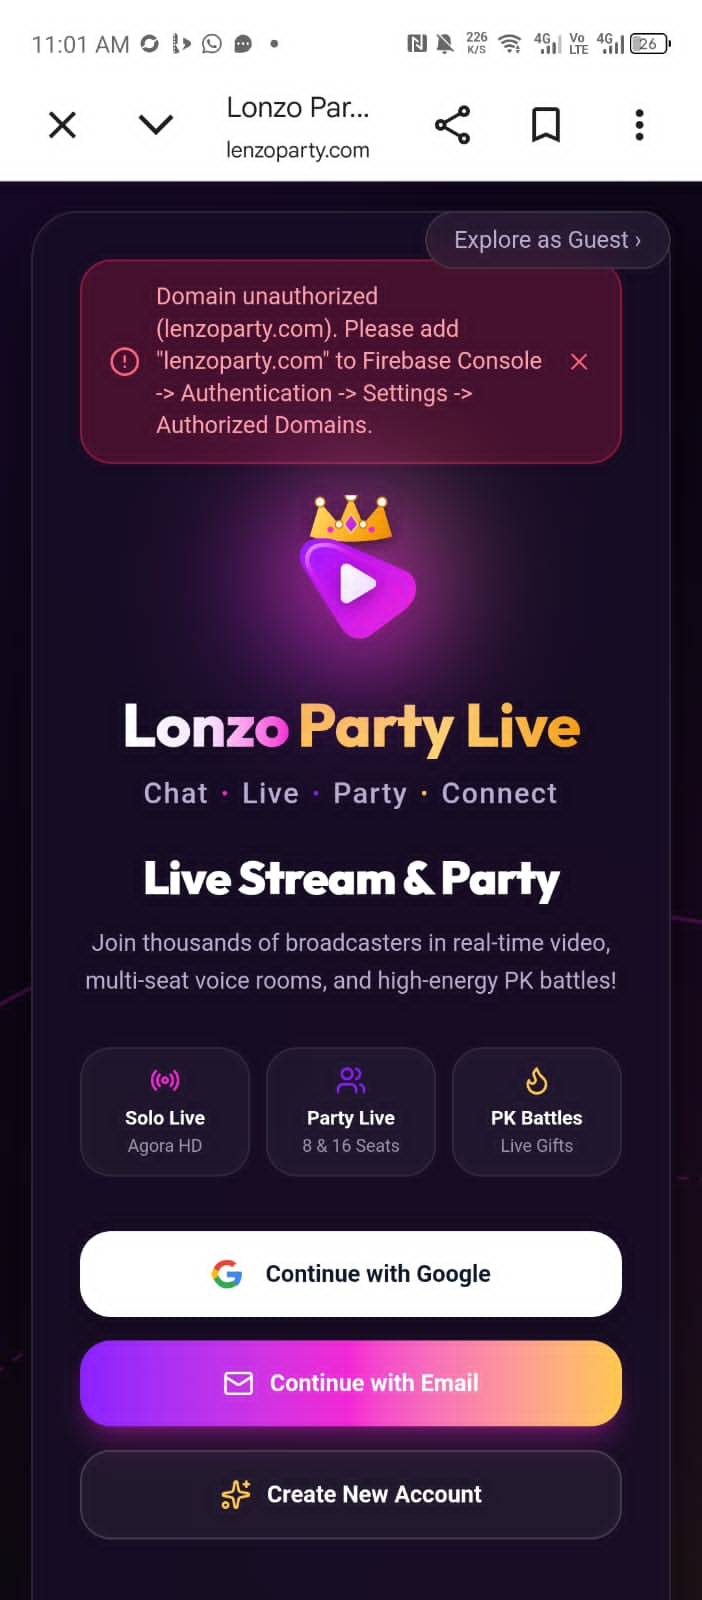 11:01 AM
226 K/S
4G
Vo LTE
4G
26
Lonzo Par...
lenzoparty.com
Explore as Guest ›
Domain unauthorized
(lenzoparty.com). Please add
"lenzoparty.com" to Firebase Console
-> Authentication -> Settings ->
Authorized Domains.
Lonzo Party Live
Chat · Live · Party · Connect
Live Stream & Party
Join thousands of broadcasters in real-time video,
multi-seat voice rooms, and high-energy PK battles!
Solo Live
Agora HD
Party Live
8 & 16 Seats
PK Battles
Live Gifts
Continue with Google
Continue with Email
Create New Account